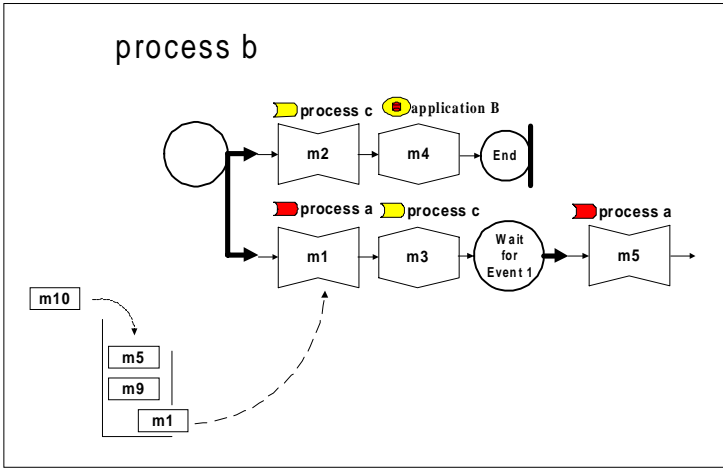 process b
process c
application B
m2
m4
End
process a
process c
process a
m1
m3
Wait
for
Event 1
m5
m10
m5
m9
m1